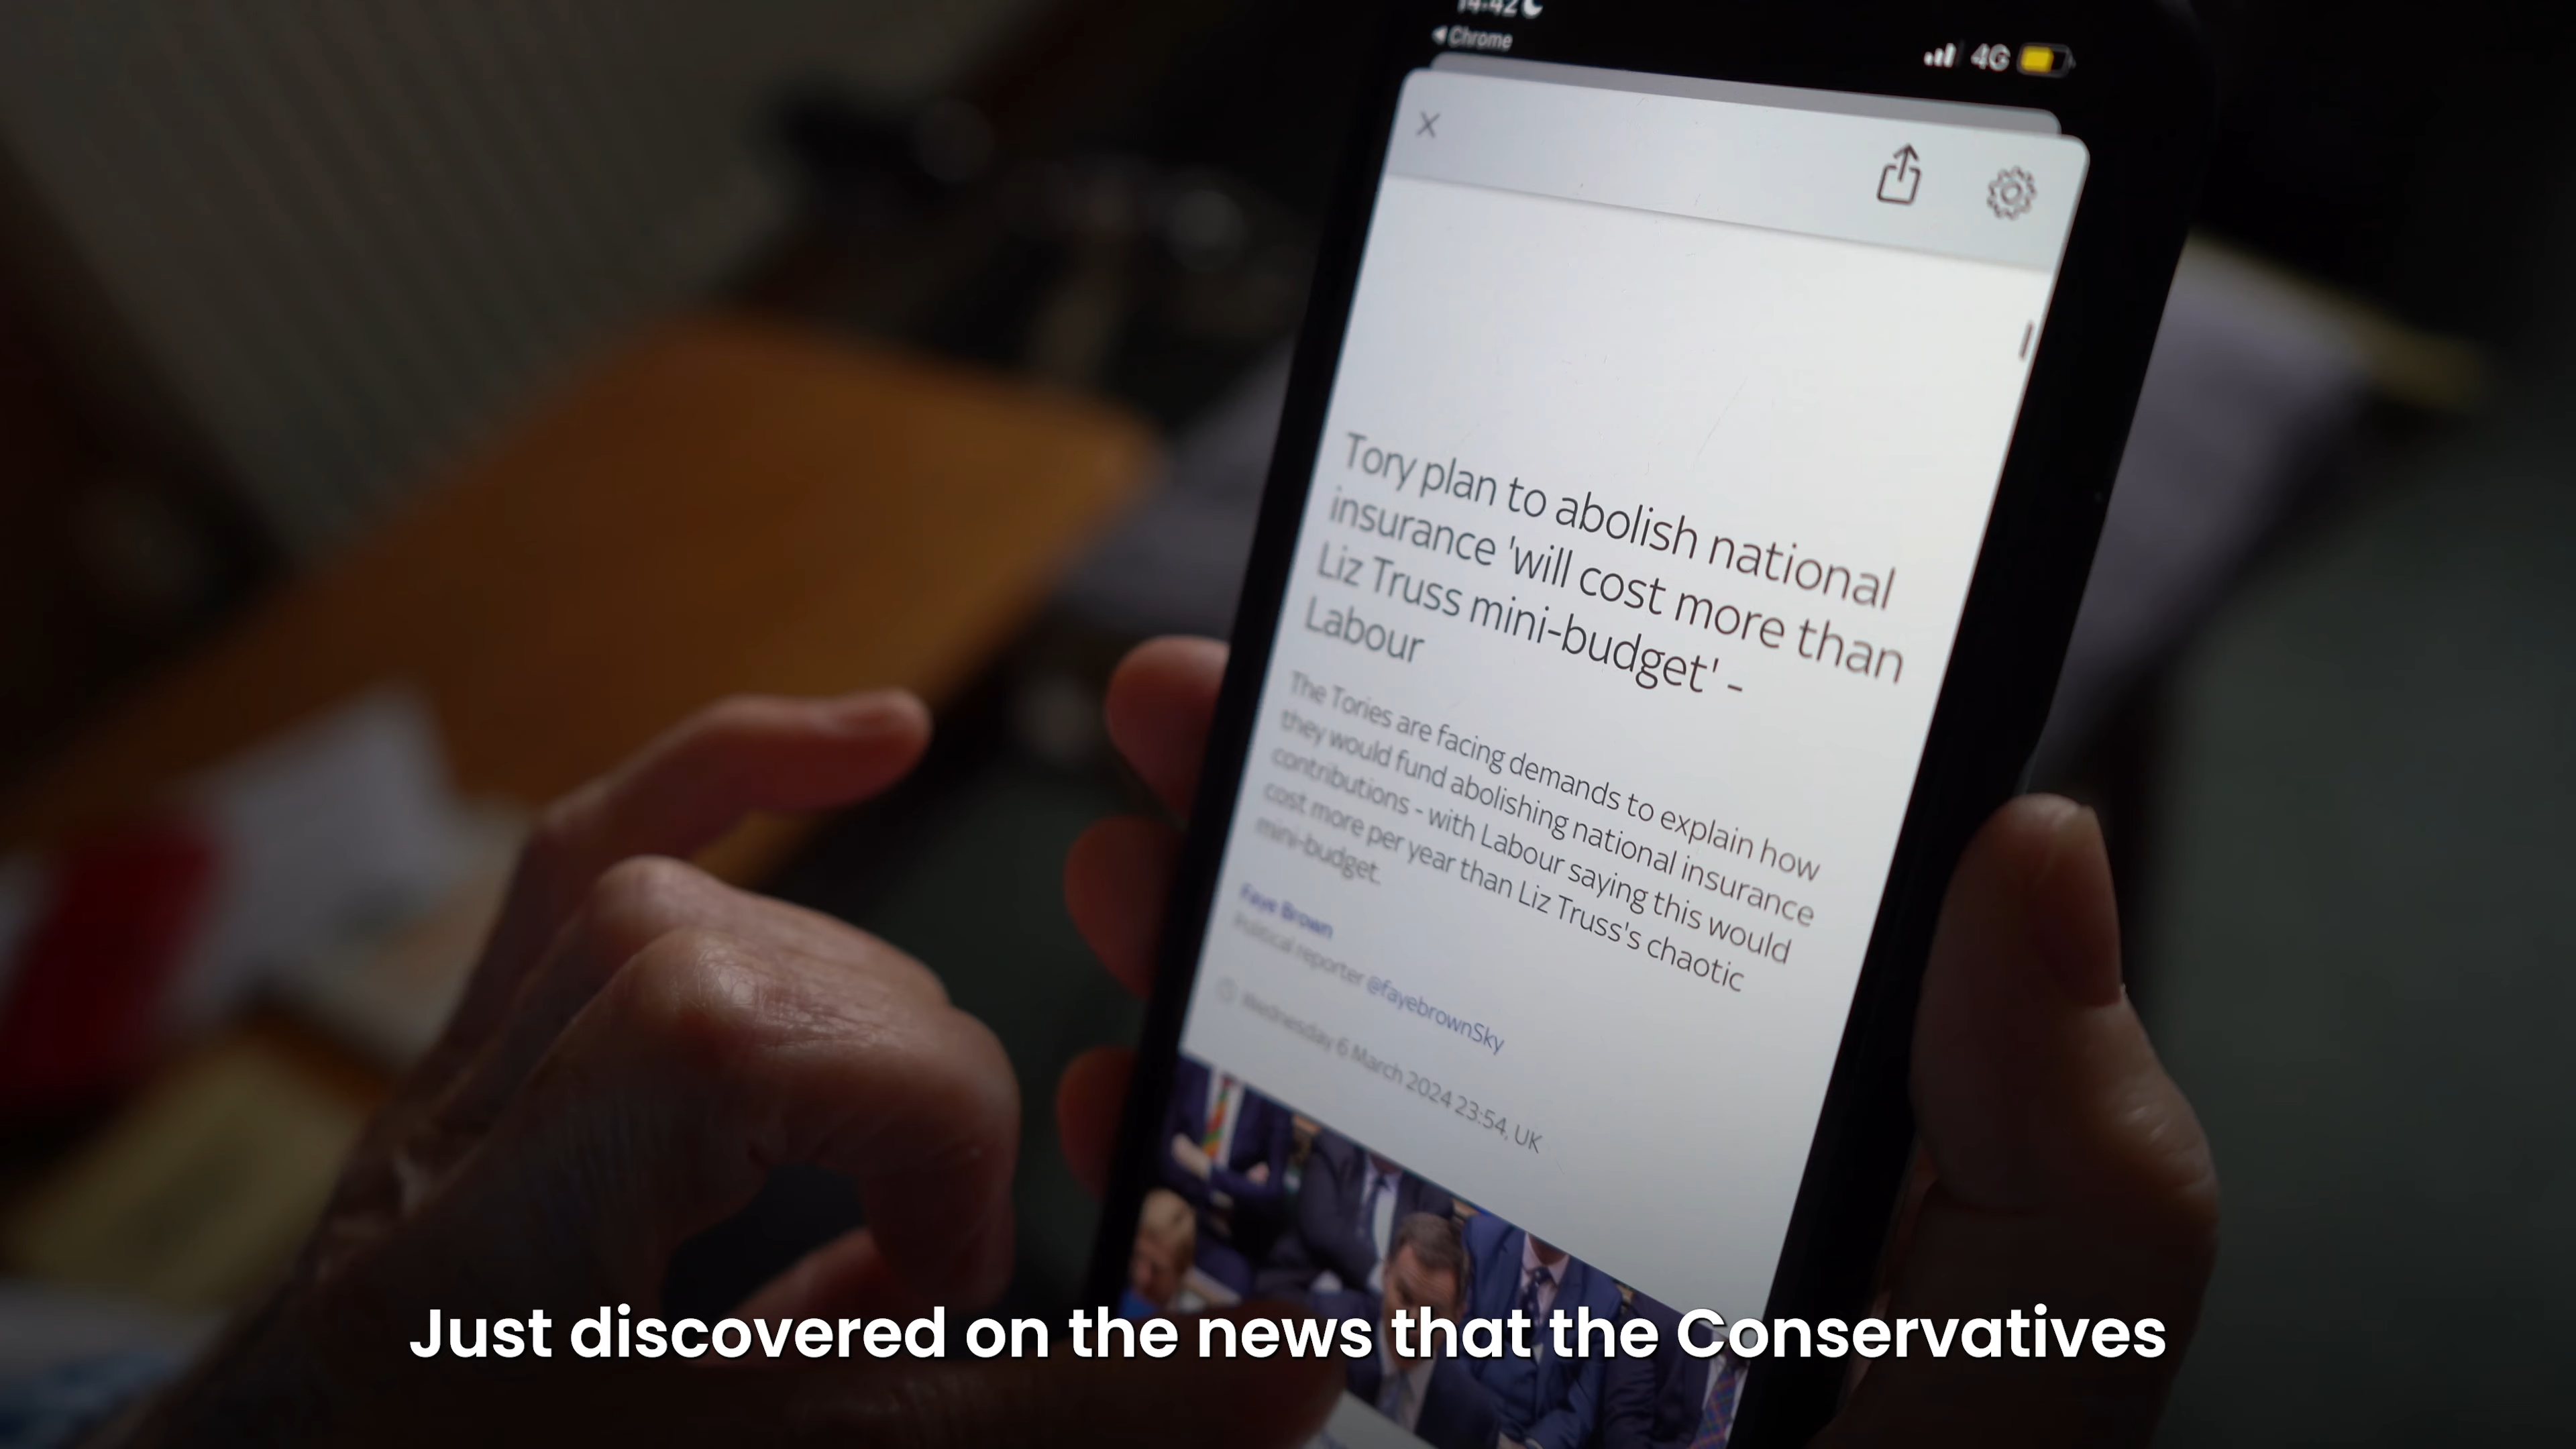 14:42
Chrome
4G
Tory plan to abolish national
insurance 'will cost more than
Liz Truss mini-budget' -
Labour
The Tories are facing demands to explain how
they would fund abolishing national insurance
contributions - with Labour saying this would
cost more per year than Liz Truss's chaotic
mini-budget.
Faye Brown
Political reporter @fayebrownSky
Wednesday 6 March 2024 23:54, UK
Just discovered on the news that the Conservatives